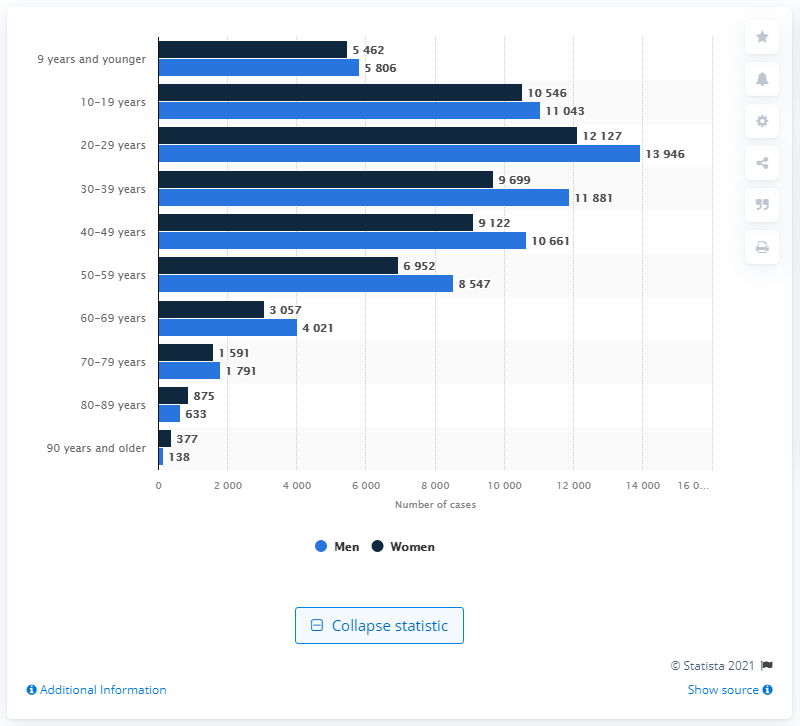 9 years and younger
5 462
5 806
10–19 years
10 546
11 043
20–29 years
12 127
13 946
30–39 years
9 699
11 881
40–49 years
9 122
10 661
50–59 years
6 952
8 547
60–69 years
3 057
4 021
70–79 years
1 591
1 791
80–89 years
875
633
90 years and older
377
138
0 2 000 4 000 6 000 8 000 10 000 12 000 14 000 16 0…
Number of cases
Men Women
Collapse statistic
© Statista 2021
Additional Information Show source